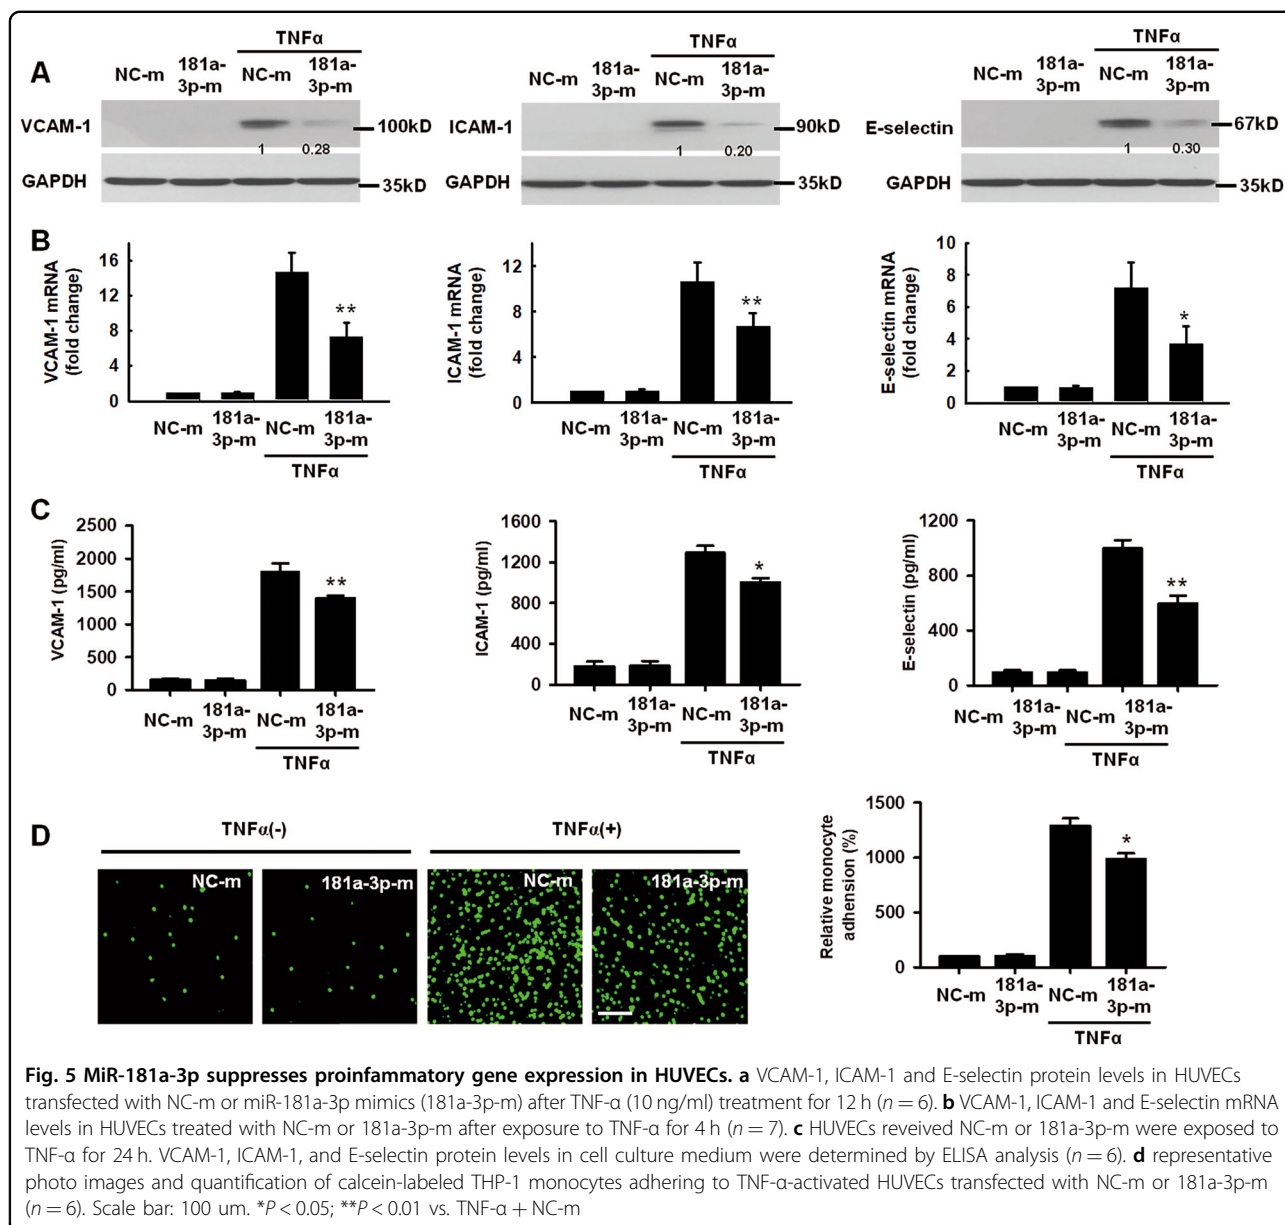 A
TNFα
NC-m 181a-3p-m NC-m 181a-3p-m
VCAM-1 100kD
1 0.28
GAPDH 35kD
TNFα
NC-m 181a-3p-m NC-m 181a-3p-m
ICAM-1 90kD
1 0.20
GAPDH 35kD
TNFα
NC-m 181a-3p-m NC-m 181a-3p-m
E-selectin 67kD
1 0.30
GAPDH 35kD
B
VCAM-1 mRNA
(fold change)
16
12
8
4
0
**
NC-m 181a-3p-m NC-m 181a-3p-m
TNFα
ICAM-1 mRNA
(fold change)
12
8
4
0
**
NC-m 181a-3p-m NC-m 181a-3p-m
TNFα
E-selectin mRNA
(fold change)
10
8
6
4
2
0
*
NC-m 181a-3p-m NC-m 181a-3p-m
TNFα
C
VCAM-1 (pg/ml)
2500
2000
1500
1000
500
0
**
NC-m 181a-3p-m NC-m 181a-3p-m
TNFα
ICAM-1 (pg/ml)
1600
1200
800
400
0
*
NC-m 181a-3p-m NC-m 181a-3p-m
TNFα
E-selectin (pg/ml)
1200
800
400
0
**
NC-m 181a-3p-m NC-m 181a-3p-m
TNFα
D
TNFα(-) TNFα(+)
NC-m 181a-3p-m NC-m 181a-3p-m
Relative monocyte
adhension (%)
1500
1000
500
0
*
NC-m 181a-3p-m NC-m 181a-3p-m
TNFα
Fig. 5 MiR-181a-3p suppresses proinfammatory gene expression in HUVECs. a VCAM-1, ICAM-1 and E-selectin protein levels in HUVECs
transfected with NC-m or miR-181a-3p mimics (181a-3p-m) after TNF-α (10 ng/ml) treatment for 12 h (n = 6). b VCAM-1, ICAM-1 and E-selectin mRNA
levels in HUVECs treated with NC-m or 181a-3p-m after exposure to TNF-α for 4 h (n = 7). c HUVECs reveived NC-m or 181a-3p-m were exposed to
TNF-α for 24 h. VCAM-1, ICAM-1, and E-selectin protein levels in cell culture medium were determined by ELISA analysis (n = 6). d representative
photo images and quantification of calcein-labeled THP-1 monocytes adhering to TNF-α-activated HUVECs transfected with NC-m or 181a-3p-m
(n = 6). Scale bar: 100 um. *P < 0.05; **P < 0.01 vs. TNF-α + NC-m